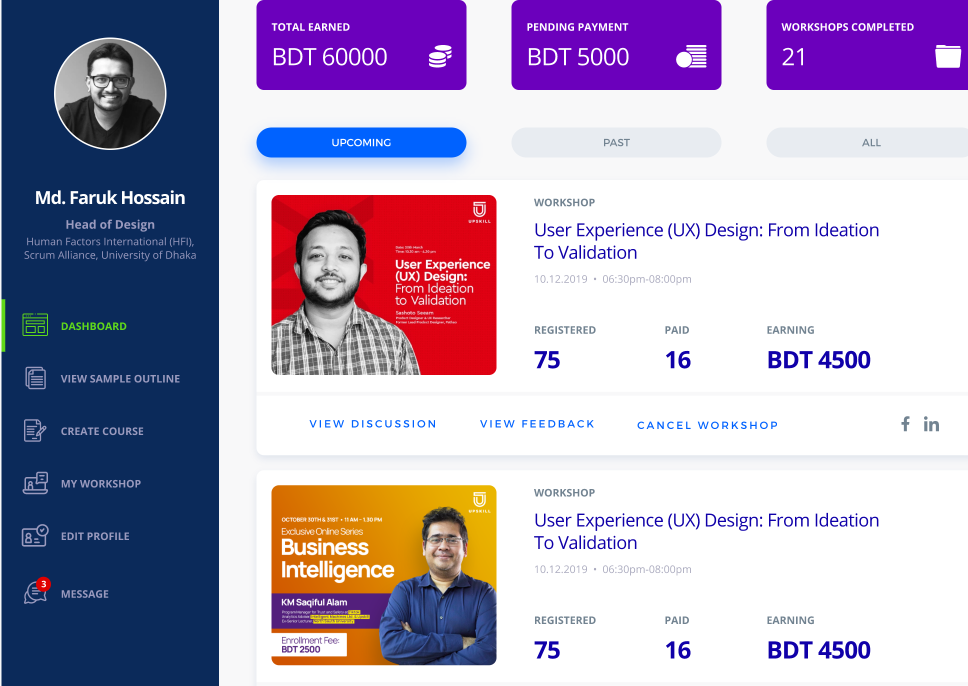 Md. Faruk Hossain
Head of Design
Human Factors International (HFI),
Scrum Alliance, University of Dhaka
DASHBOARD
VIEW SAMPLE OUTLINE
CREATE COURSE
MY WORKSHOP
EDIT PROFILE
3
MESSAGE
TOTAL EARNED
BDT 60000
PENDING PAYMENT
BDT 5000
WORKSHOPS COMPLETED
21
UPCOMING
PAST
ALL
UPSKILL
User Experience
(UX) Design:
From Ideation
to Validation
WORKSHOP
User Experience (UX) Design: From Ideation
To Validation
10.12.2019 • 06:30pm-08:00pm
REGISTERED PAID EARNING
75 16 BDT 4500
VIEW DISCUSSION VIEW FEEDBACK CANCEL WORKSHOP
f in
UPSKILL
OCTOBER 30TH & 31ST • 11 AM - 1.30 PM
Exclusive Online Series
Business
Intelligence
KM Saqiful Alam
Enrollment Fee:
BDT 2500
WORKSHOP
User Experience (UX) Design: From Ideation
To Validation
10.12.2019 • 06:30pm-08:00pm
REGISTERED PAID EARNING
75 16 BDT 4500